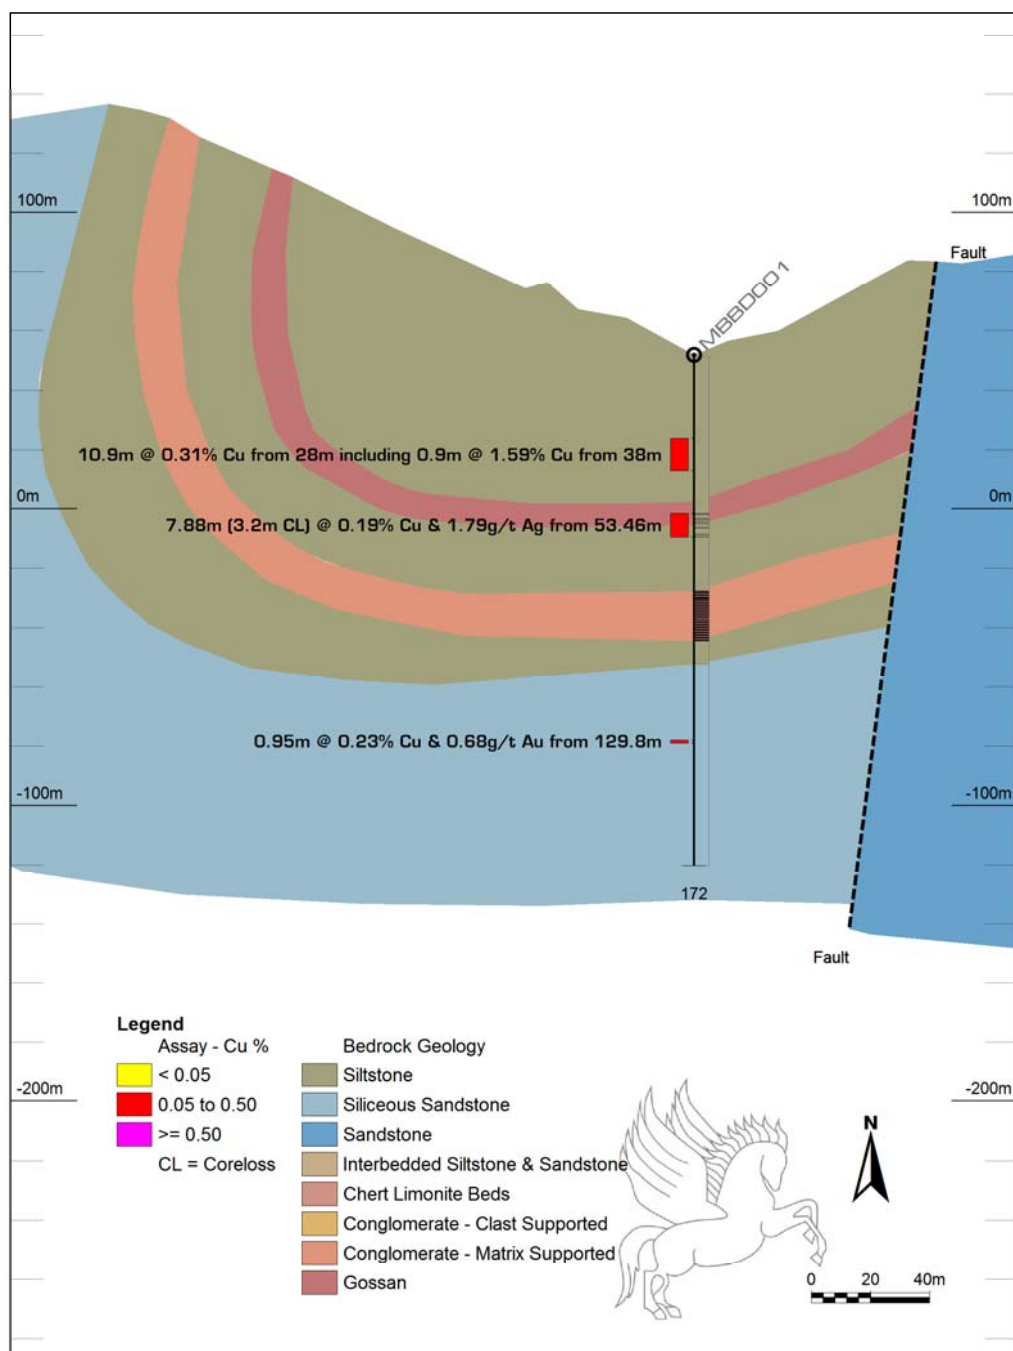 100m
100m
Fault
MBBD001
10.9m @ 0.31% Cu from 28m including 0.9m @ 1.59% Cu from 38m
0m
0m
7.88m (3.2m CL) @ 0.19% Cu & 1.79g/t Ag from 53.46m
0.95m @ 0.23% Cu & 0.68g/t Au from 129.8m
-100m
-100m
172
Fault
Legend
Assay - Cu %
< 0.05
0.05 to 0.50
>= 0.50
CL = Coreloss
Bedrock Geology
Siltstone
Siliceous Sandstone
Sandstone
Interbedded Siltstone & Sandstone
Chert Limonite Beds
Conglomerate - Clast Supported
Conglomerate - Matrix Supported
Gossan
-200m
-200m
N
0 20 40m